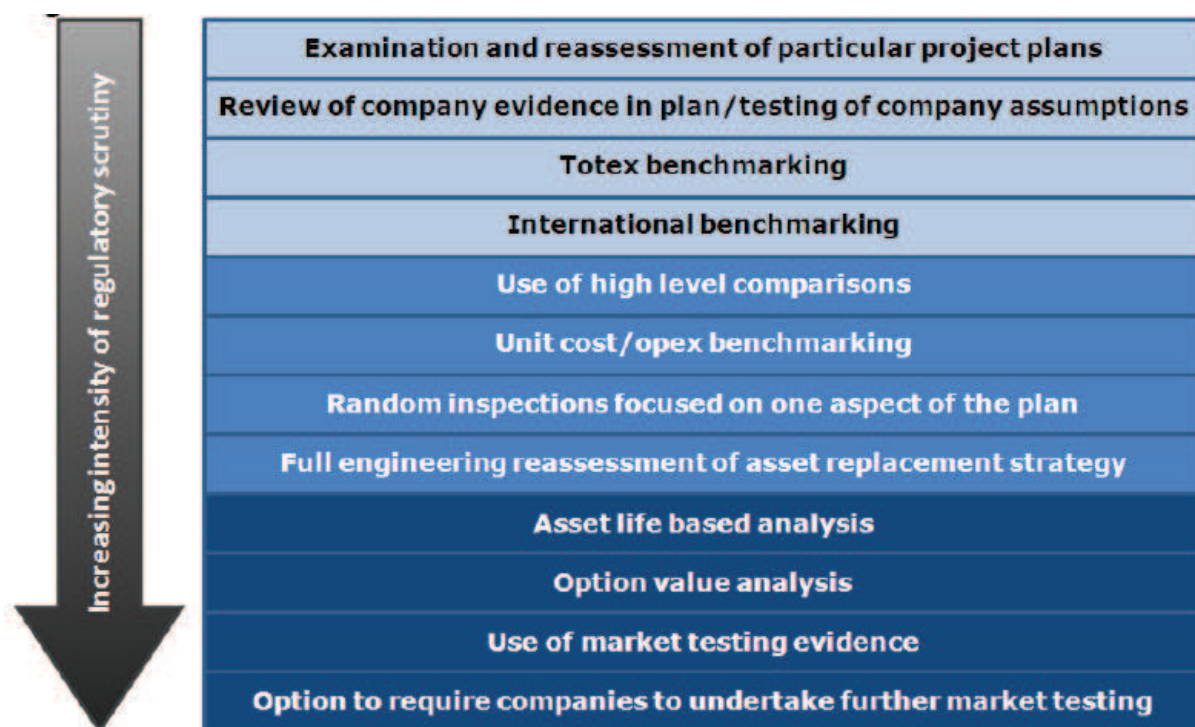 Increasing intensity of regulatory scrutiny
Examination and reassessment of particular project plans
Review of company evidence in plan/testing of company assumptions
Totex benchmarking
International benchmarking
Use of high level comparisons
Unit cost/opex benchmarking
Random inspections focused on one aspect of the plan
Full engineering reassessment of asset replacement strategy
Asset life based analysis
Option value analysis
Use of market testing evidence
Option to require companies to undertake further market testing